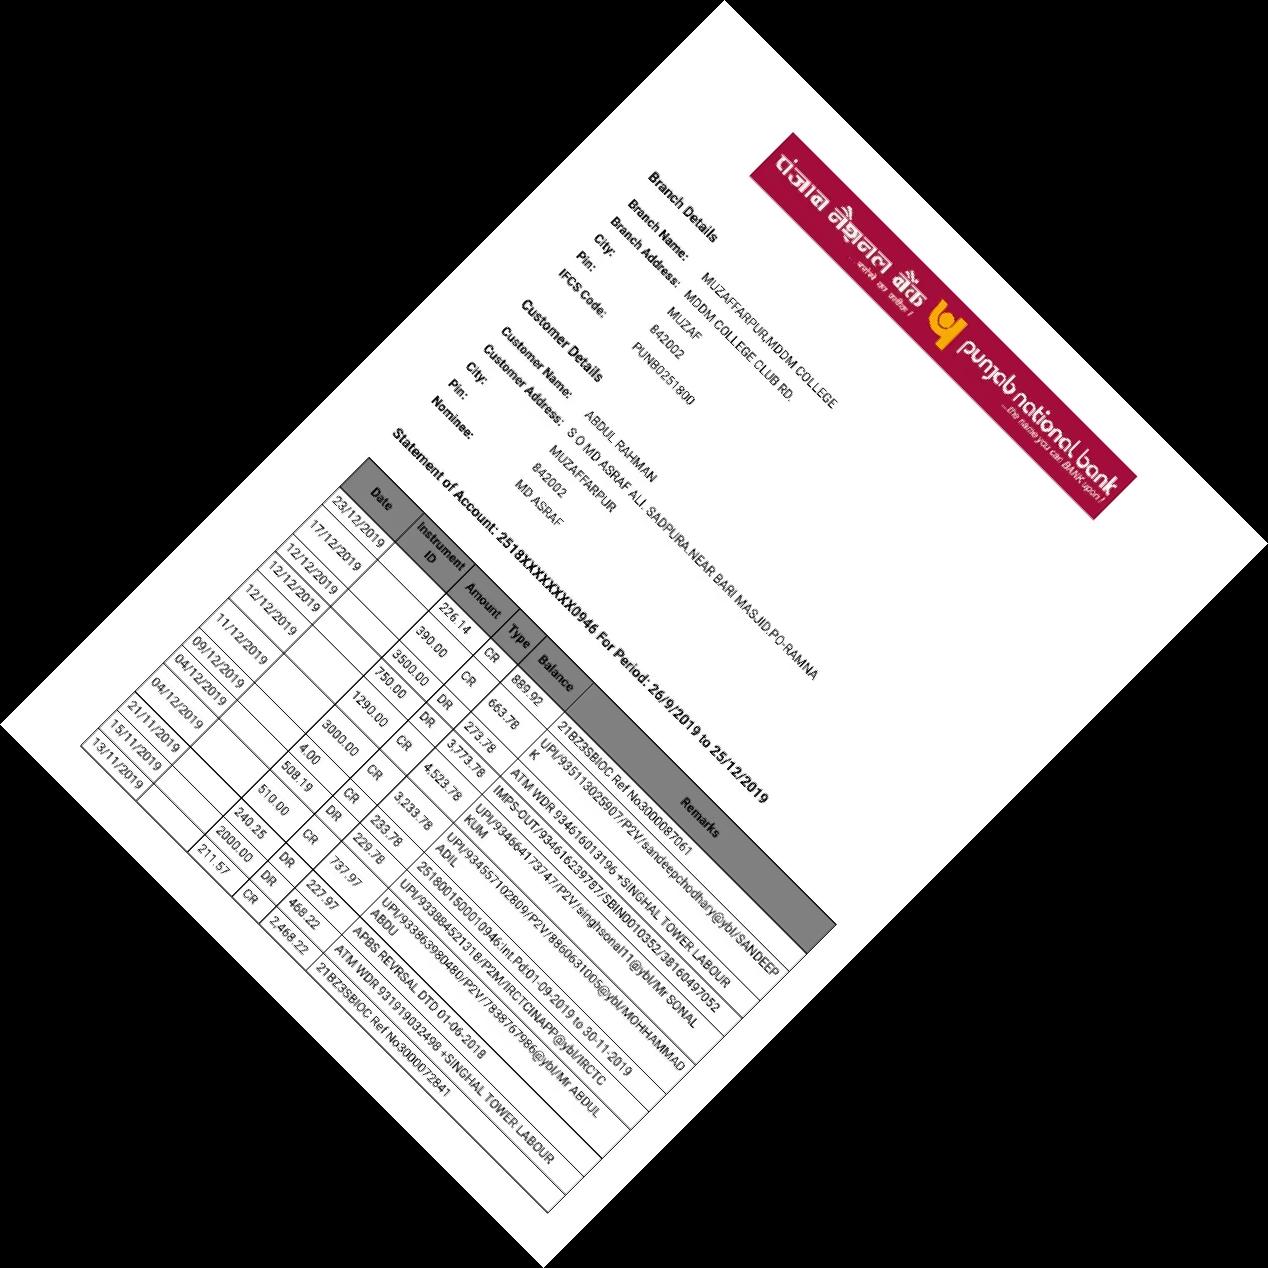 पंजाब नैशनल बैंक
...भरोसे का प्रतीक !
punjab national bank
...the name you can BANK upon !
Branch Details
Branch Name: MUZAFFARPUR,MDDM COLLEGE
Branch Address: MDDM COLLEGE CLUB RD.
City: MUZAF
Pin: 842002
IFCS Code: PUNB0251800
Customer Details
Customer Name: ABDUL RAHMAN
Customer Address: S O MD ASRAF ALI, SADPURA,NEAR BARI MASJID,PO-RAMNA
City: MUZAFFARPUR
Pin: 842002
Nominee: MD ASRAF
Statement of Account: 2518XXXXXXXX0946 For Period: 26/9/2019 to 25/12/2019
Date Instrument ID Amount Type Balance Remarks
23/12/2019 226.14 CR 889.92 21BZ3SBIOC Ref No3000087061
17/12/2019 390.00 CR 663.78 UPI/935113025907/P2V/sandeepchodhary@ybl/SANDEEP
K
12/12/2019 3500.00 DR 273.78 ATM WDR 934616013196 +SINGHAL TOWER LABOUR
12/12/2019 750.00 DR 3,773.78 IMPS-OUT/934616239787/SBIN0010352/38160497052
12/12/2019 1290.00 CR 4,523.78 UPI/934664173747/P2V/singhsonal11@ybl/Mr SONAL
KUM
11/12/2019 3000.00 CR 3,233.78 UPI/934557102809/P2V/8860631005@ybl/MOHHAMMAD
ADIL
09/12/2019 4.00 CR 233.78 2518001500010946:Int.Pd:01-09-2019 to 30-11-2019
04/12/2019 508.19 DR 229.78 UPI/933884521318/P2M/IRCTCINAPP@ybl/IRCTC
04/12/2019 510.00 CR 737.97 UPI/933863980480/P2V/7838767986@ybl/Mr ABDUL
ABDU
21/11/2019 240.25 DR 227.97 APBS REVRSAL DTD 01-06-2018
15/11/2019 2000.00 DR 468.22 ATM WDR 931919032498 +SINGHAL TOWER LABOUR
13/11/2019 211.57 CR 2,468.22 21BZ3SBIOC Ref No3000072841